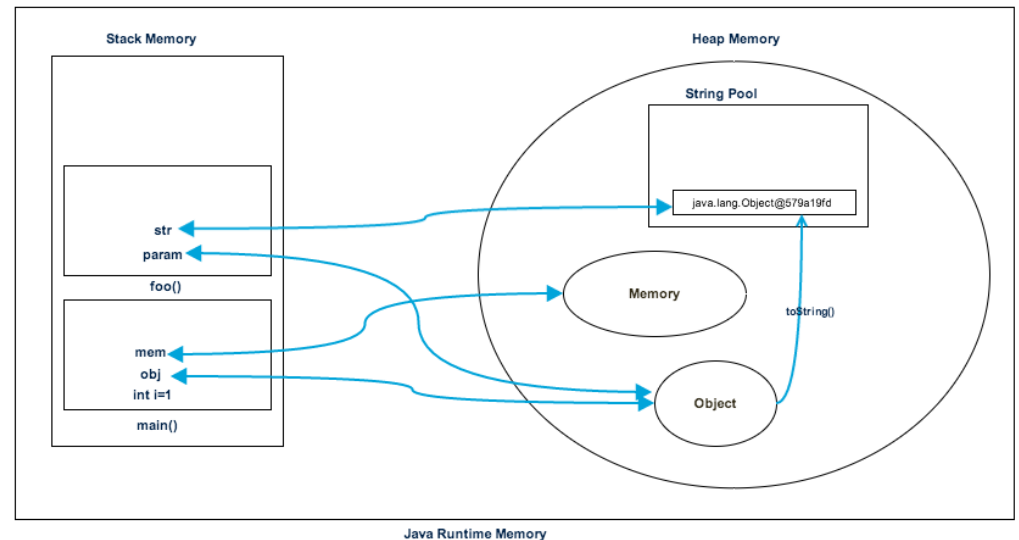 Stack Memory
Heap Memory
String Pool
java.lang.Object@579a19fd
str
param
foo()
Memory
toString()
mem
obj
int i=1
main()
Object
Java Runtime Memory